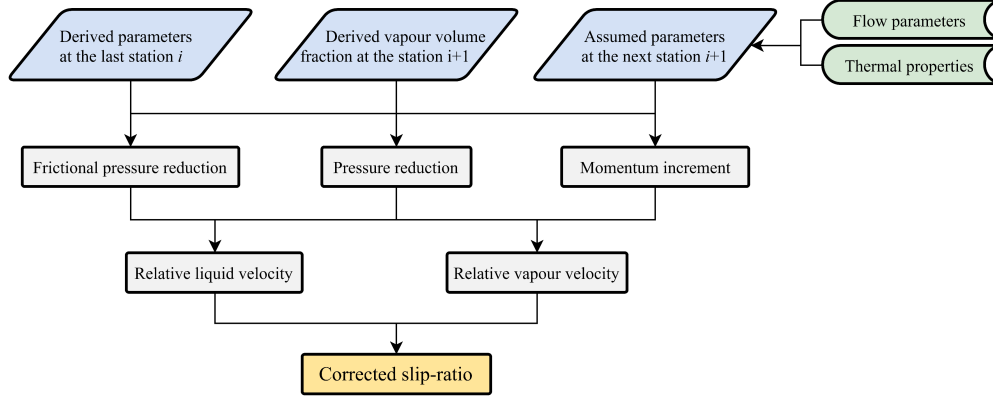 Derived parameters
at the last station i
Derived vapour volume
fraction at the station i+1
Assumed parameters
at the next station i+1
Flow parameters
Thermal properties
Frictional pressure reduction
Pressure reduction
Momentum increment
Relative liquid velocity
Relative vapour velocity
Corrected slip-ratio